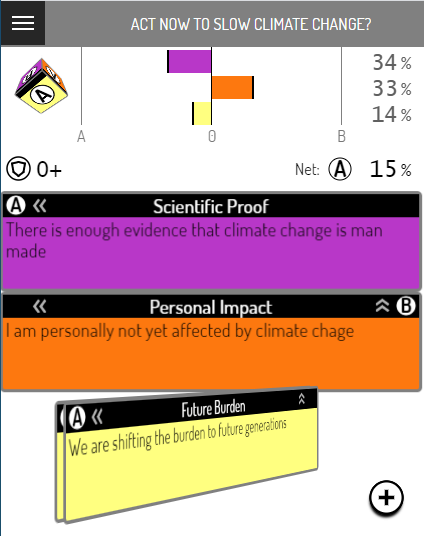 ACT NOW TO SLOW CLIMATE CHANGE?
34 %
33 %
14 %
A 0 B
A
0+ Net: A 15 %
A Scientific Proof
There is enough evidence that climate change is man
made
Personal Impact B
I am personally not yet affected by climate chage
A Future Burden
We are shifting the burden to future generations